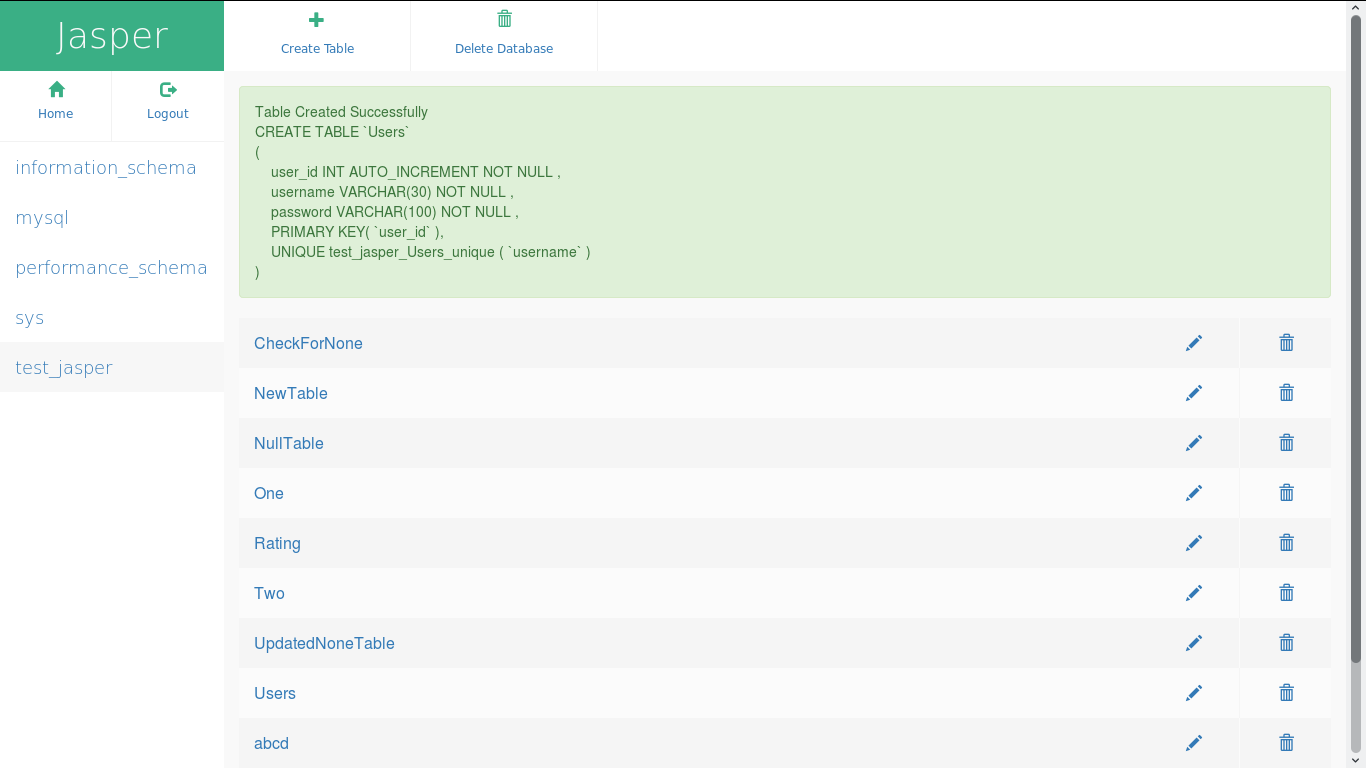 Jasper
Create Table
Delete Database
Home
Logout
information_schema
mysql
performance_schema
sys
test_jasper
Table Created Successfully
CREATE TABLE `Users`
(
user_id INT AUTO_INCREMENT NOT NULL ,
username VARCHAR(30) NOT NULL ,
password VARCHAR(100) NOT NULL ,
PRIMARY KEY( `user_id` ),
UNIQUE test_jasper_Users_unique ( `username` )
)
CheckForNone
NewTable
NullTable
One
Rating
Two
UpdatedNoneTable
Users
abcd